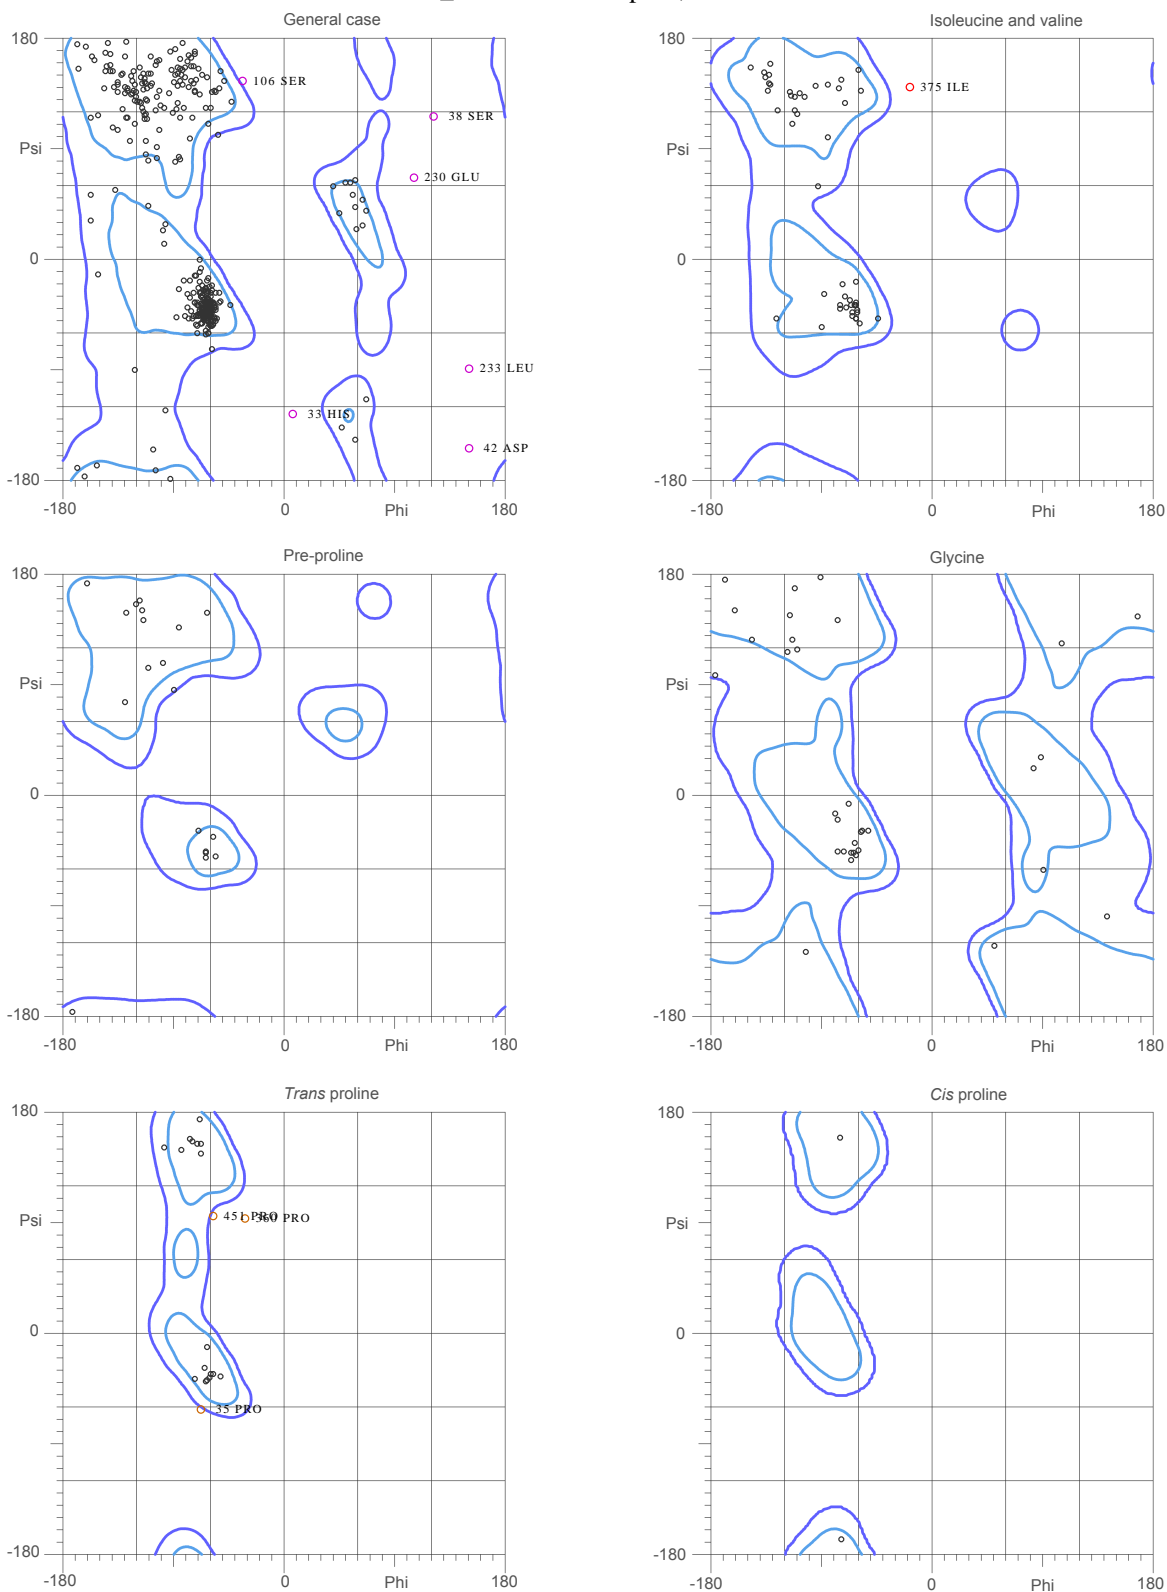 General case
180
Psi
0
-180
-180
0
Phi
180
106 SER
38 SER
230 GLU
233 LEU
33 HIS
42 ASP
Isoleucine and valine
180
Psi
0
-180
-180
0
Phi
180
375 ILE
Pre-proline
180
Psi
0
-180
-180
0
Phi
180
Glycine
180
Psi
0
-180
-180
0
Phi
180
Trans proline
180
Psi
0
-180
-180
0
Phi
180
451 PRO
360 PRO
35 PRO
Cis proline
180
Psi
0
-180
-180
0
Phi
180